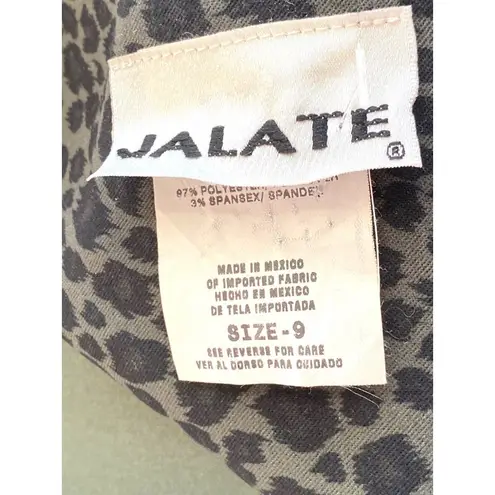 JALATE ®
97% POLYESTER/
3% SPANSEX/ SPANDEX
MADE IN MEXICO
OF IMPORTED FABRIC
HECHO EN MEXICO
DE TELA IMPORTADA
SIZE-9
SEE REVERSE FOR CARE
VER AL DORSO PARA CUIDADO